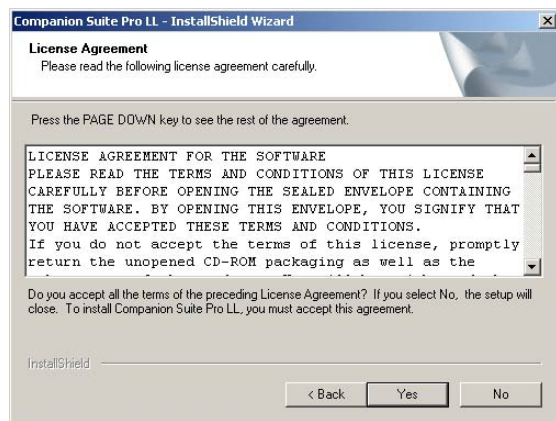 Companion Suite Pro LL - InstallShield Wizard
License Agreement
Please read the following license agreement carefully.
Press the PAGE DOWN key to see the rest of the agreement.
LICENSE AGREEMENT FOR THE SOFTWARE
PLEASE READ THE TERMS AND CONDITIONS OF THIS LICENSE
CAREFULLY BEFORE OPENING THE SEALED ENVELOPE CONTAINING
THE SOFTWARE. BY OPENING THIS ENVELOPE, YOU SIGNIFY THAT
YOU HAVE ACCEPTED THESE TERMS AND CONDITIONS.
If you do not accept the terms of this license, promptly
return the unopened CD-ROM packaging as well as the
Do you accept all the terms of the preceding License Agreement? If you select No, the setup will
close. To install Companion Suite Pro LL, you must accept this agreement.
InstallShield
< Back Yes No